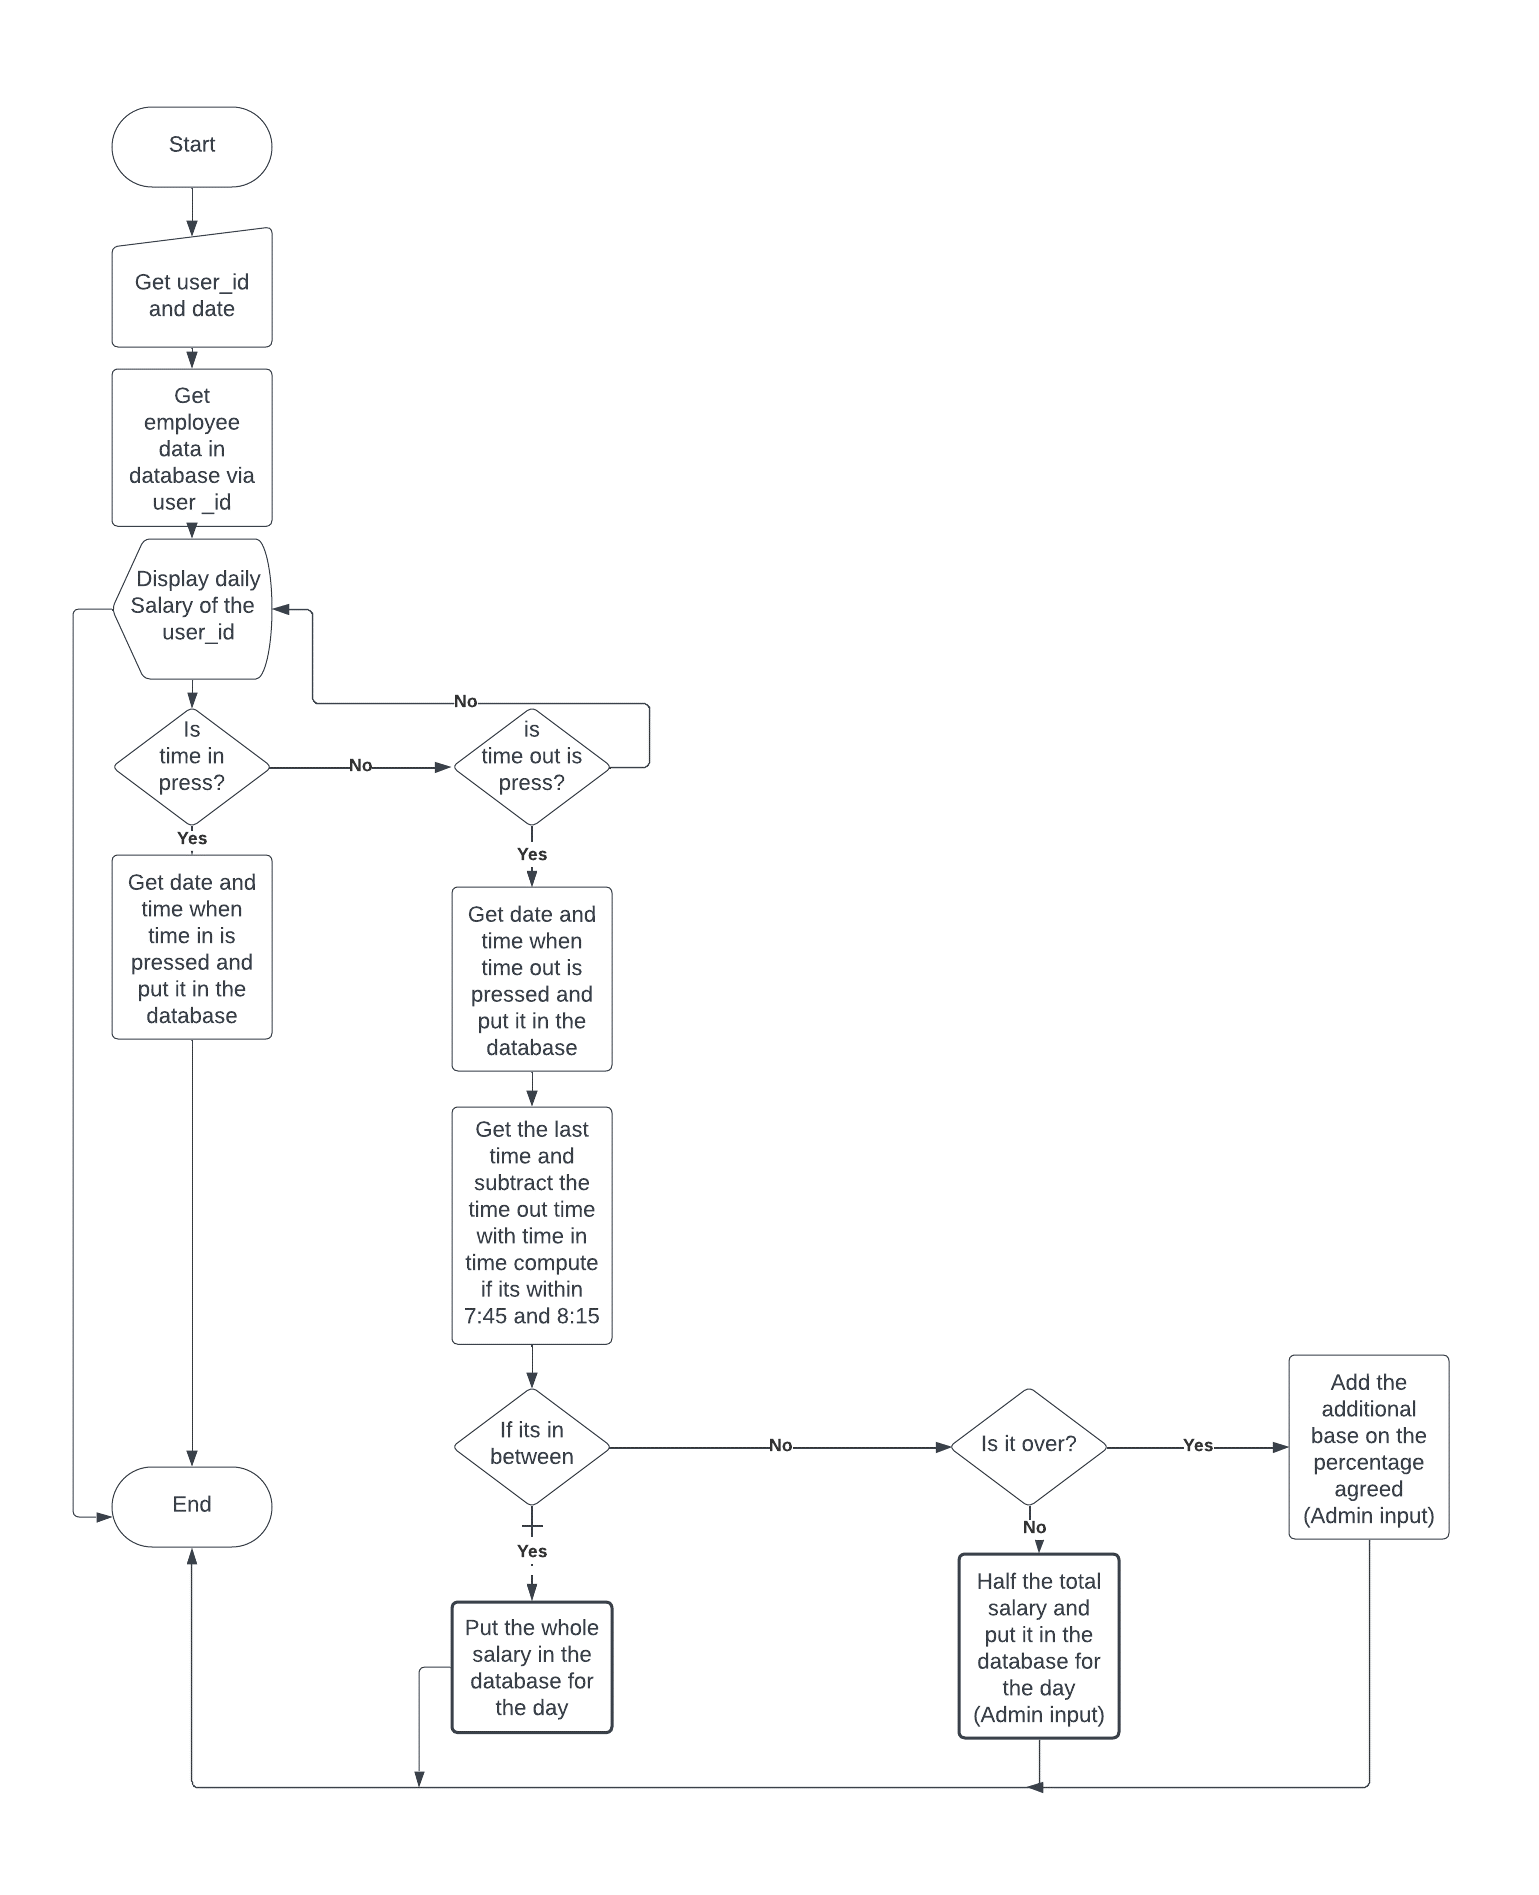 Start
Get user_id
and date
Get
employee
data in
database via
user _id
Display daily
Salary of the
user_id
No
Is
time in
press?
No
is
time out is
press?
Yes
Get date and
time when
time in is
pressed and
put it in the
database
Yes
Get date and
time when
time out is
pressed and
put it in the
database
Get the last
time and
subtract the
time out time
with time in
time compute
if its within
7:45 and 8:15
If its in
between
No
Is it over?
Yes
Add the
additional
base on the
percentage
agreed
(Admin input)
End
Yes
No
Put the whole
salary in the
database for
the day
Half the total
salary and
put it in the
database for
the day
(Admin input)